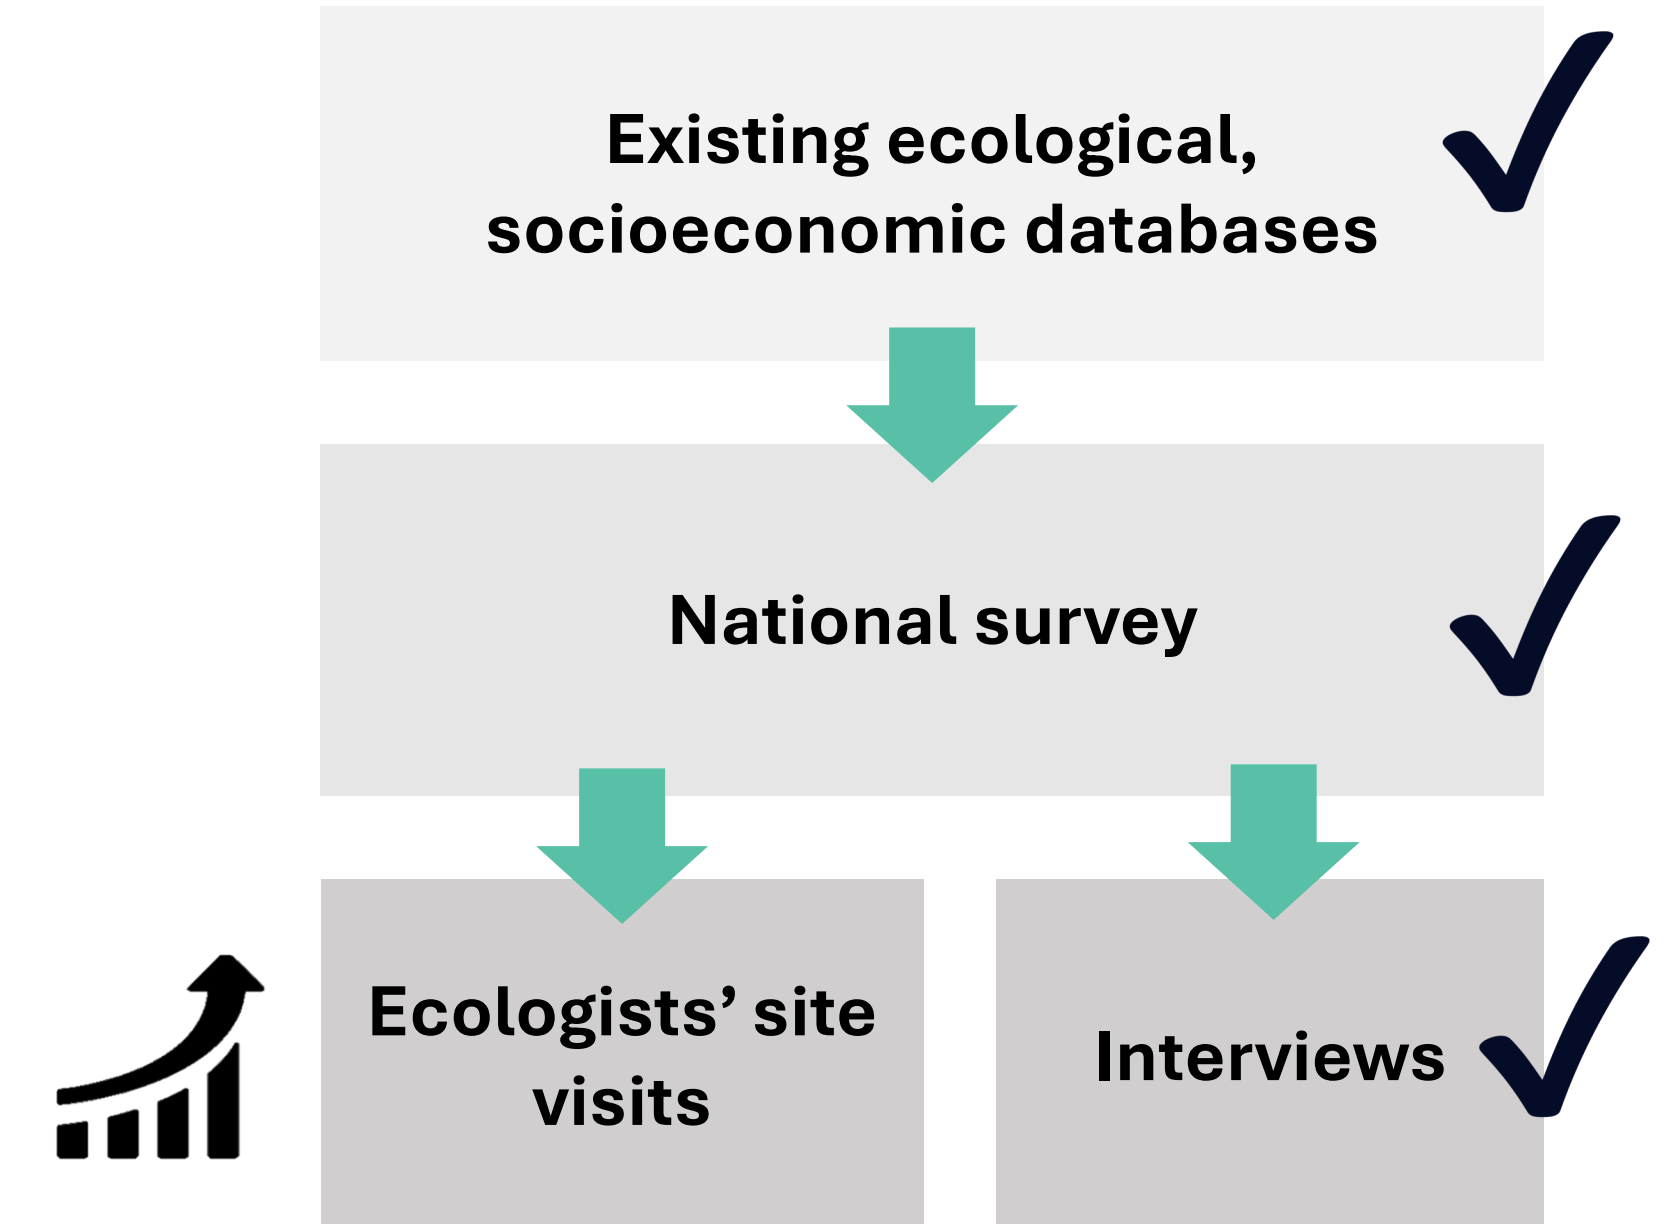 Existing ecological,
socioeconomic databases
National survey
Ecologists’ site
visits
Interviews